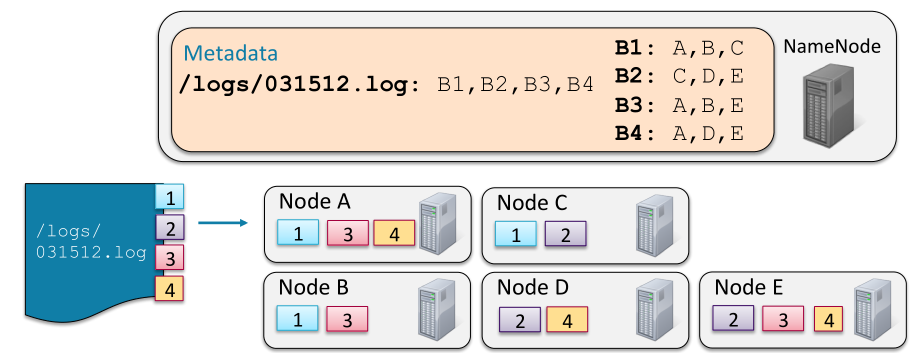 Metadata
NameNode
/logs/031512.log: B1,B2,B3,B4
B1: A,B,C
B2: C,D,E
B3: A,B,E
B4: A,D,E
/logs/
031512.log
1
2
3
4
Node A
1 3 4
Node C
1 2
Node B
1 3
Node D
2 4
Node E
2 3 4